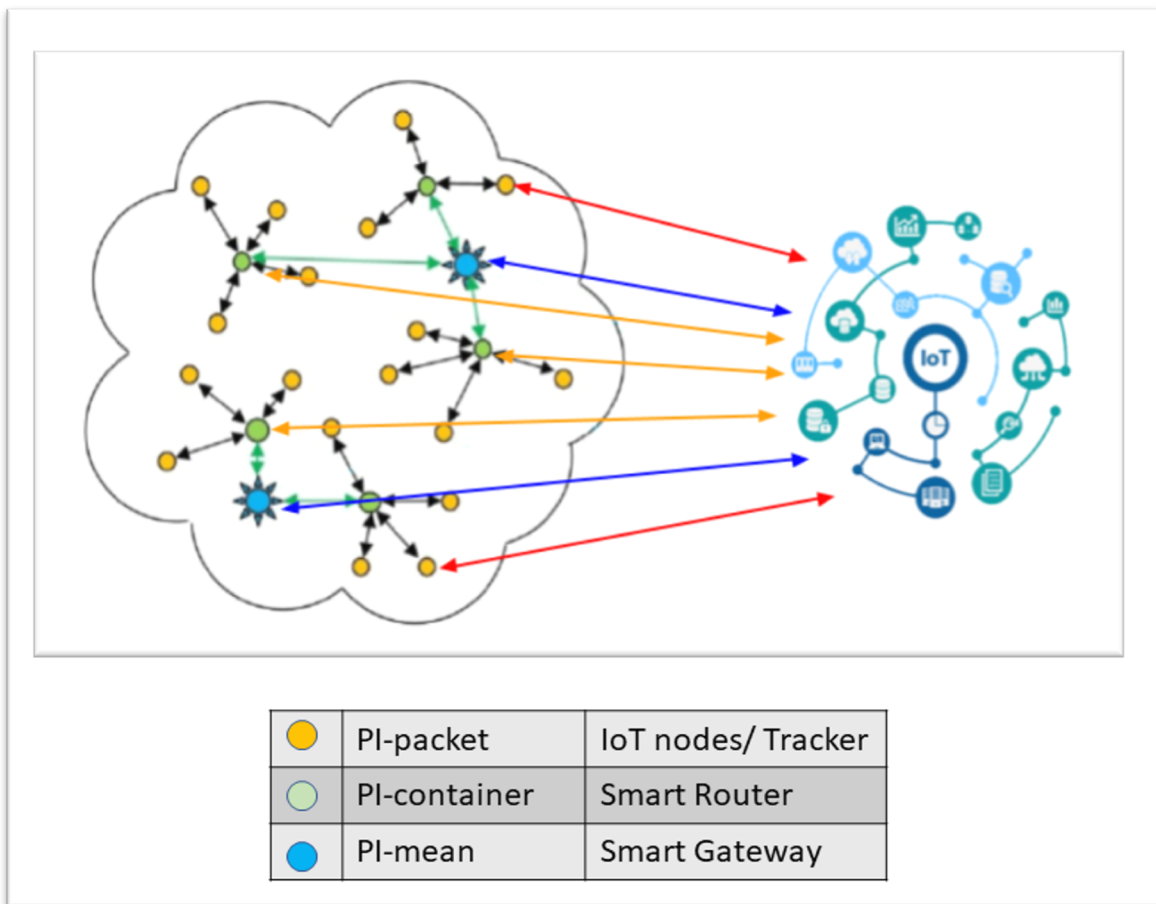 IoT
PI-packet IoT nodes/ Tracker
PI-container Smart Router
PI-mean Smart Gateway